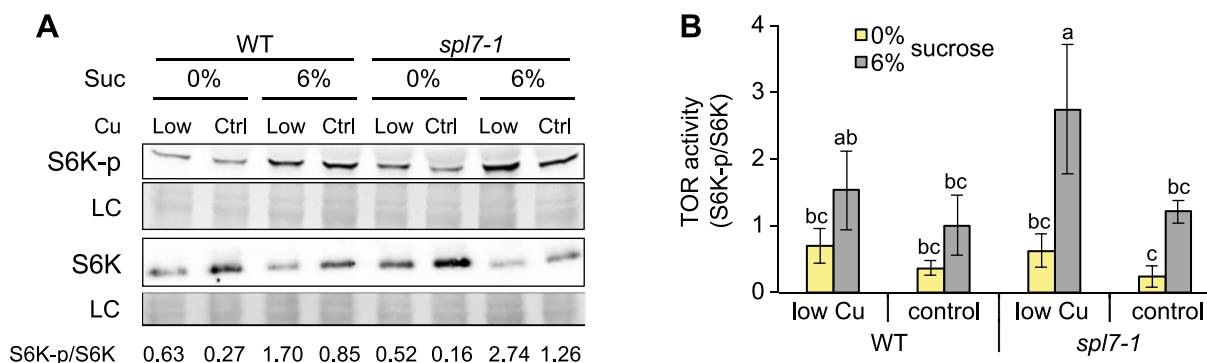 A
WT spl7-1
Suc 0% 6% 0% 6%
Cu Low Ctrl Low Ctrl Low Ctrl Low Ctrl
S6K-p
LC
S6K
LC
S6K-p/S6K 0.63 0.27 1.70 0.85 0.52 0.16 2.74 1.26
B
TOR activity
(S6K-p/S6K)
4
3
2
1
0
0%
6%
sucrose
bc ab bc bc bc a c bc
low Cu control low Cu control
WT spl7-1